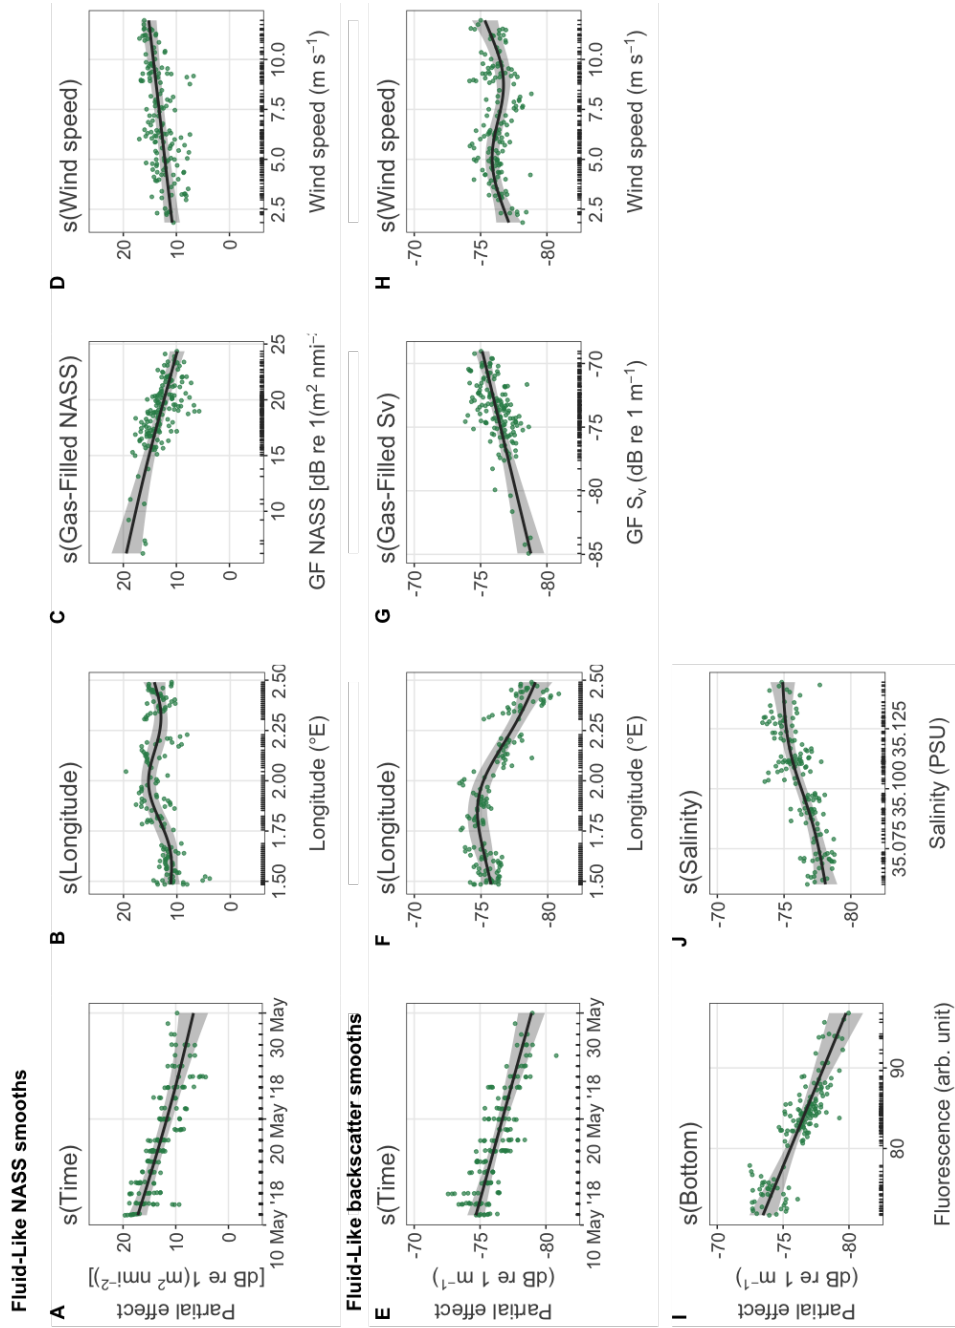 Fluid-Like NASS smooths
A
s(Time)
Partial effect
[dB re 1(m² nmi⁻²)]
20
10
0
10 May '18
20 May '18
30 May
B
s(Longitude)
20
10
0
1.50
1.75
2.00
2.25
2.50
Longitude (°E)
C
s(Gas-Filled NASS)
20
10
0
10
15
20
25
GF NASS [dB re 1(m² nmi⁻
D
s(Wind speed)
20
10
0
2.5
5.0
7.5
10.0
Wind speed (m s⁻¹)
Fluid-Like backscatter smooths
E
s(Time)
Partial effect
(dB re 1 m⁻¹)
-70
-75
-80
10 May '18
20 May '18
30 May
F
s(Longitude)
-70
-75
-80
1.50
1.75
2.00
2.25
2.50
Longitude (°E)
G
s(Gas-Filled Sv)
-70
-75
-80
-85
-80
-75
-70
GF Sᵥ (dB re 1 m⁻¹)
H
s(Wind speed)
-70
-75
-80
2.5
5.0
7.5
10.0
Wind speed (m s⁻¹)
I
s(Bottom)
Partial effect
(dB re 1 m⁻¹)
-70
-75
-80
80
90
Fluorescence (arb. unit)
J
s(Salinity)
-70
-75
-80
35.075
35.100
35.125
Salinity (PSU)